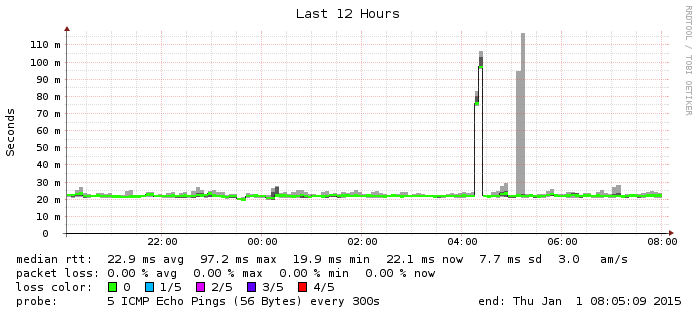 Last 12 Hours
RRDTOOL / TOBI OETIKER
Seconds
110 m
100 m
90 m
80 m
70 m
60 m
50 m
40 m
30 m
20 m
10 m
0
22:00 00:00 02:00 04:00 06:00 08:00
median rtt: 22.9 ms avg 97.2 ms max 19.9 ms min 22.1 ms now 7.7 ms sd 3.0 am/s
packet loss: 0.00 % avg 0.00 % max 0.00 % min 0.00 % now
loss color: 0 1/5 2/5 3/5 4/5
probe: 5 ICMP Echo Pings (56 Bytes) every 300s end: Thu Jan 1 08:05:09 2015